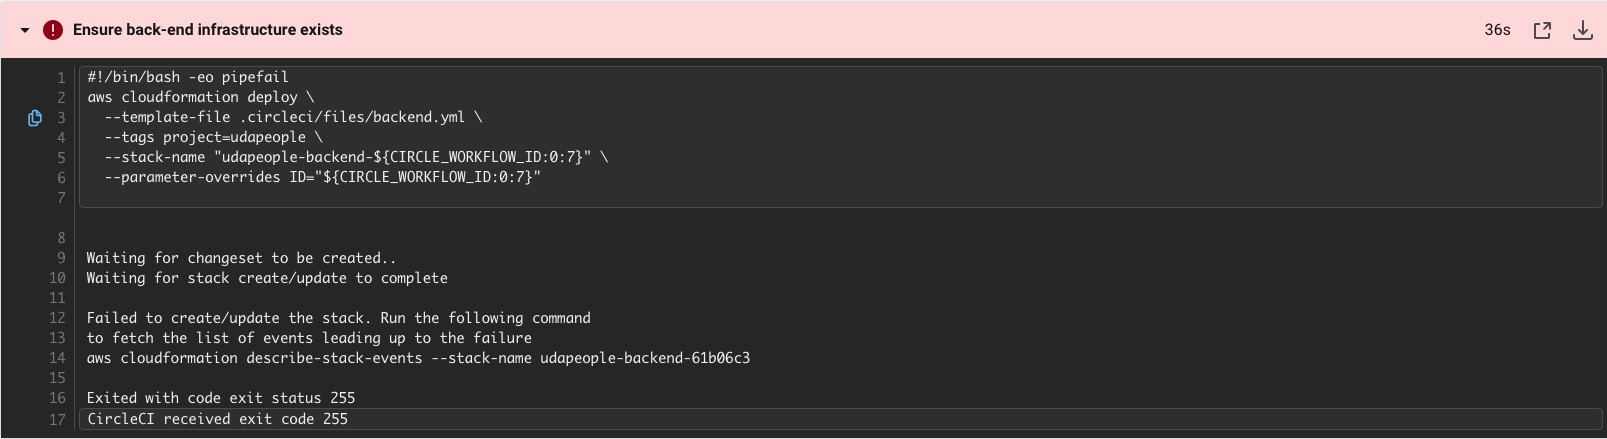 Ensure back-end infrastructure exists 36s
1 #!/bin/bash -eo pipefail
2 aws cloudformation deploy \
3   --template-file .circleci/files/backend.yml \
4   --tags project=udapeople \
5   --stack-name "udapeople-backend-${CIRCLE_WORKFLOW_ID:0:7}" \
6   --parameter-overrides ID="${CIRCLE_WORKFLOW_ID:0:7}"
7
8
9 Waiting for changeset to be created..
10 Waiting for stack create/update to complete
11
12 Failed to create/update the stack. Run the following command
13 to fetch the list of events leading up to the failure
14 aws cloudformation describe-stack-events --stack-name udapeople-backend-61b06c3
15
16 Exited with code exit status 255
17 CircleCI received exit code 255